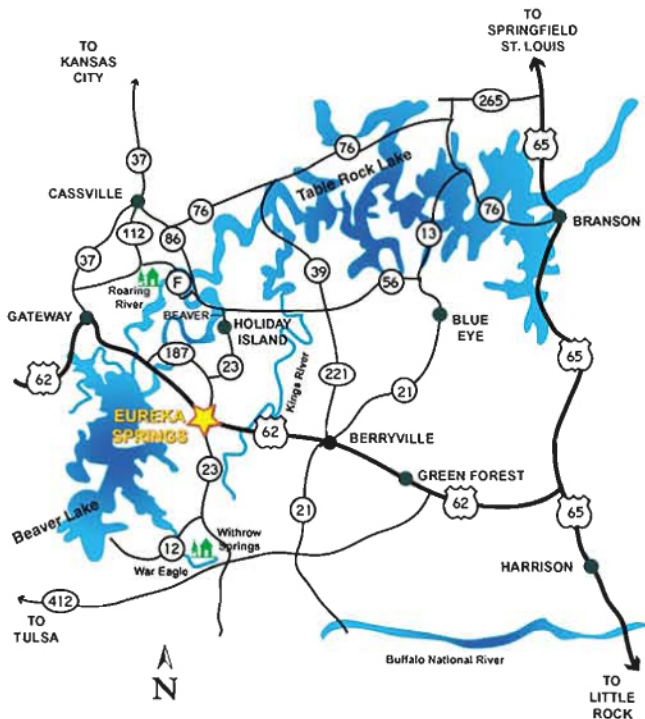 TO
SPRINGFIELD
ST. LOUIS
TO
KANSAS
CITY
265
65
37
76
76
Table Rock Lake
CASSVILLE
76
76
BRANSON
112
86
13
37
39
56
Roaring
River
F
GATEWAY
BEAVER
HOLIDAY
ISLAND
BLUE
EYE
65
187
23
62
221
21
Kings River
EUREKA
SPRINGS
62
BERRYVILLE
23
GREEN FOREST
62
21
65
Beaver Lake
Withrow
Springs
12
War Eagle
HARRISON
412
TO
TULSA
N
Buffalo National River
TO
LITTLE
ROCK